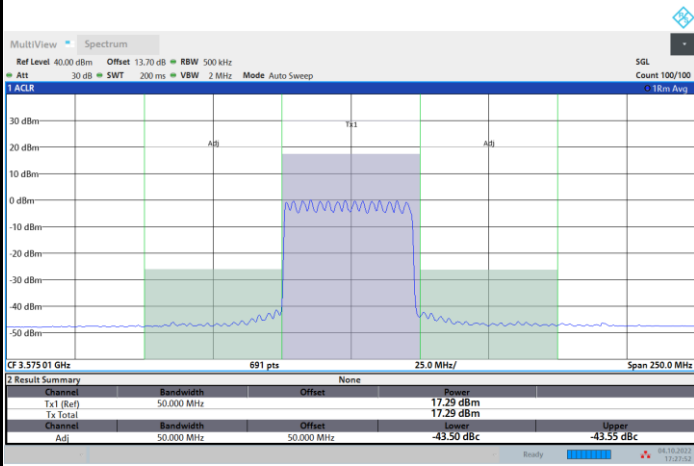 MultiView Spectrum
Ref Level 40.00 dBm Offset 13.70 dB RBW 500 kHz SGL
Att 30 dB SWT 200 ms VBW 2 MHz Mode Auto Sweep Count 100/100
1 ACLR 1Rm Avg
30 dBm
Tx1
20 dBm
Adj Adj
10 dBm
0 dBm
-10 dBm
-20 dBm
-30 dBm
-40 dBm
-50 dBm
CF 3.575 01 GHz 691 pts 25.0 MHz/ Span 250.0 MHz
2 Result Summary None
Channel Bandwidth Offset Power
Tx1 (Ref) 50.000 MHz 17.29 dBm
Tx Total 17.29 dBm
Channel Bandwidth Offset Lower Upper
Adj 50.000 MHz 50.000 MHz -43.50 dBc -43.55 dBc
Ready 04.10.2022
17:27:52